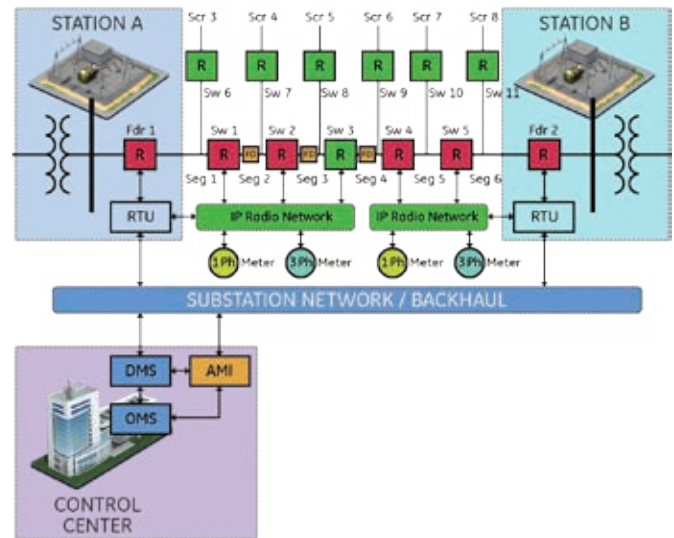 STATION A
Scr 3 Scr 4 Scr 5 Scr 6 Scr 7 Scr 8
STATION B
R R R R R R
Sw 6 Sw 7 Sw 8 Sw 9 Sw 10 Sw 11
Fdr 1 Sw 1 Sw 2 Sw 3 Sw 4 Sw 5 Fdr 2
R R R R R R R
Seg 1 Seg 2 Seg 3 Seg 4 Seg 5 Seg 6
RTU IP Radio Network IP Radio Network RTU
1 Ph Meter 3 Ph Meter 1 Ph Meter 3 Ph Meter
SUBSTATION NETWORK / BACKHAUL
DMS AMI
OMS
CONTROL
CENTER